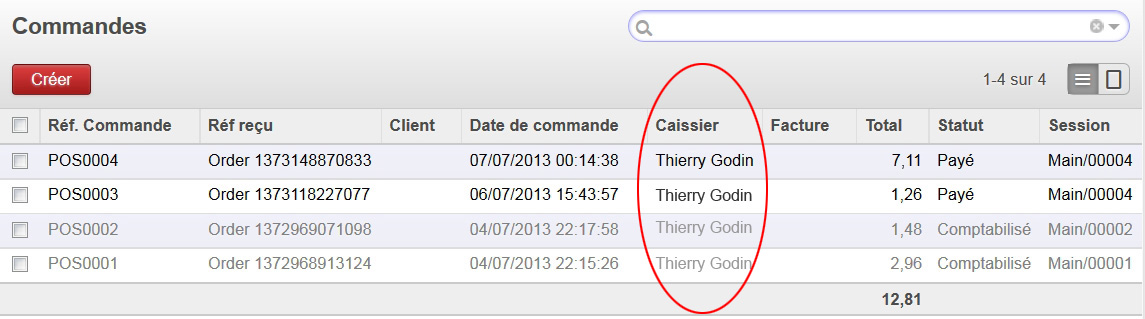 Commandes
Créer
1-4 sur 4
Réf. Commande Réf reçu Client Date de commande Caissier Facture Total Statut Session
POS0004 Order 1373148870833 07/07/2013 00:14:38 Thierry Godin 7,11 Payé Main/00004
POS0003 Order 1373118227077 06/07/2013 15:43:57 Thierry Godin 1,26 Payé Main/00004
POS0002 Order 1372969071098 04/07/2013 22:17:58 Thierry Godin 1,48 Comptabilisé Main/00002
POS0001 Order 1372968913124 04/07/2013 22:15:26 Thierry Godin 2,96 Comptabilisé Main/00001
12,81